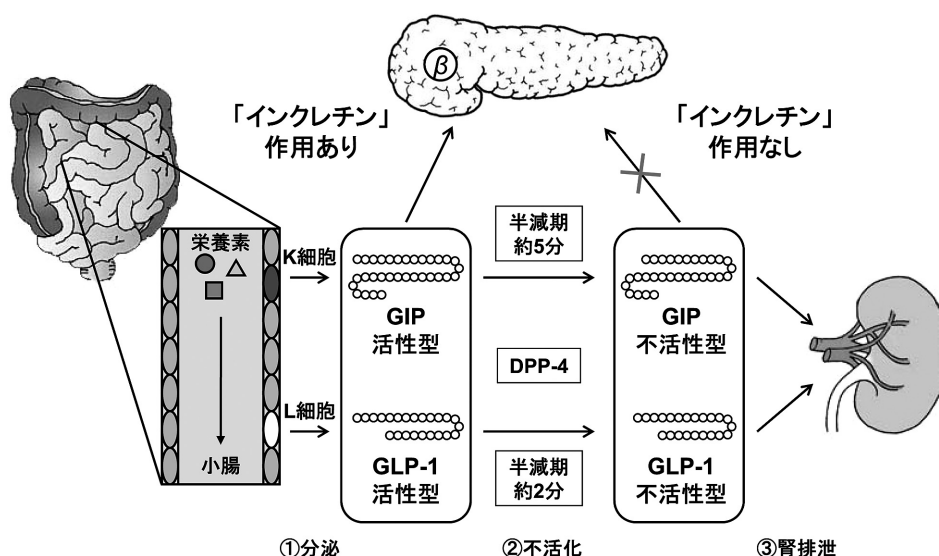 β
「インクレチン」
作用あり
「インクレチン」
作用なし
栄養素
K細胞
半減期
約5分
GIP
活性型
GIP
不活性型
DPP-4
L細胞
小腸
GLP-1
活性型
半減期
約2分
GLP-1
不活性型
①分泌
②不活化
③腎排泄